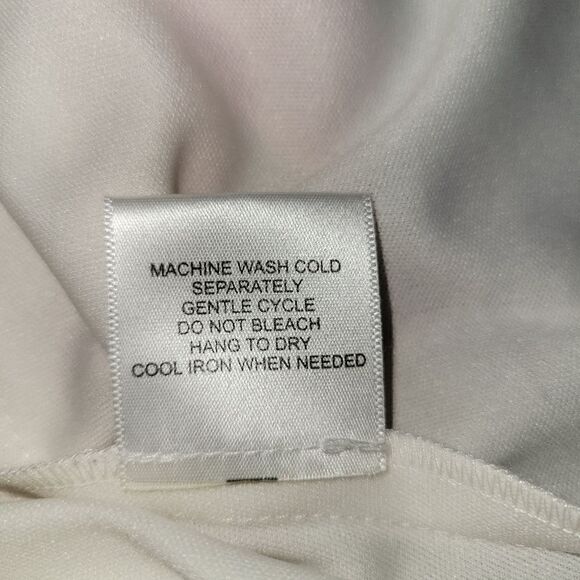 MACHINE WASH COLD
SEPARATELY
GENTLE CYCLE
DO NOT BLEACH
HANG TO DRY
COOL IRON WHEN NEEDED